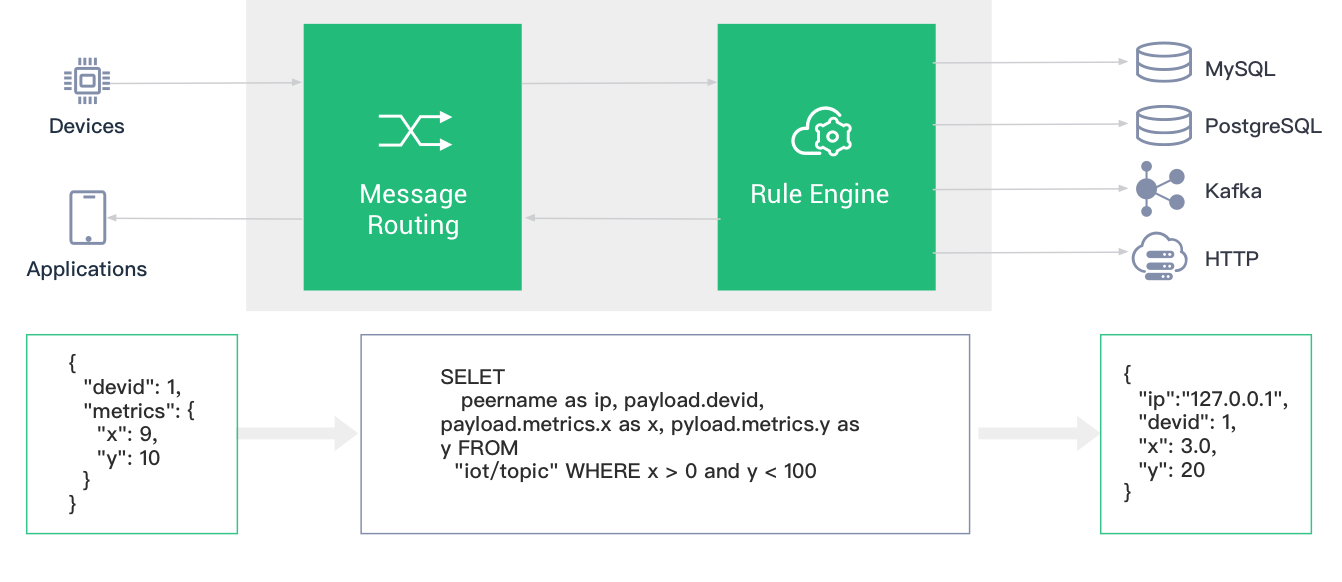 Devices
Applications
Message
Routing
Rule Engine
MySQL
PostgreSQL
Kafka
HTTP
{
"devid": 1,
"metrics": {
"x": 9,
"y": 10
}
}
SELET
peername as ip, payload.devid,
payload.metrics.x as x, pyload.metrics.y as
y FROM
"iot/topic" WHERE x > 0 and y < 100
{
"ip":"127.0.0.1",
"devid": 1,
"x": 3.0,
"y": 20
}